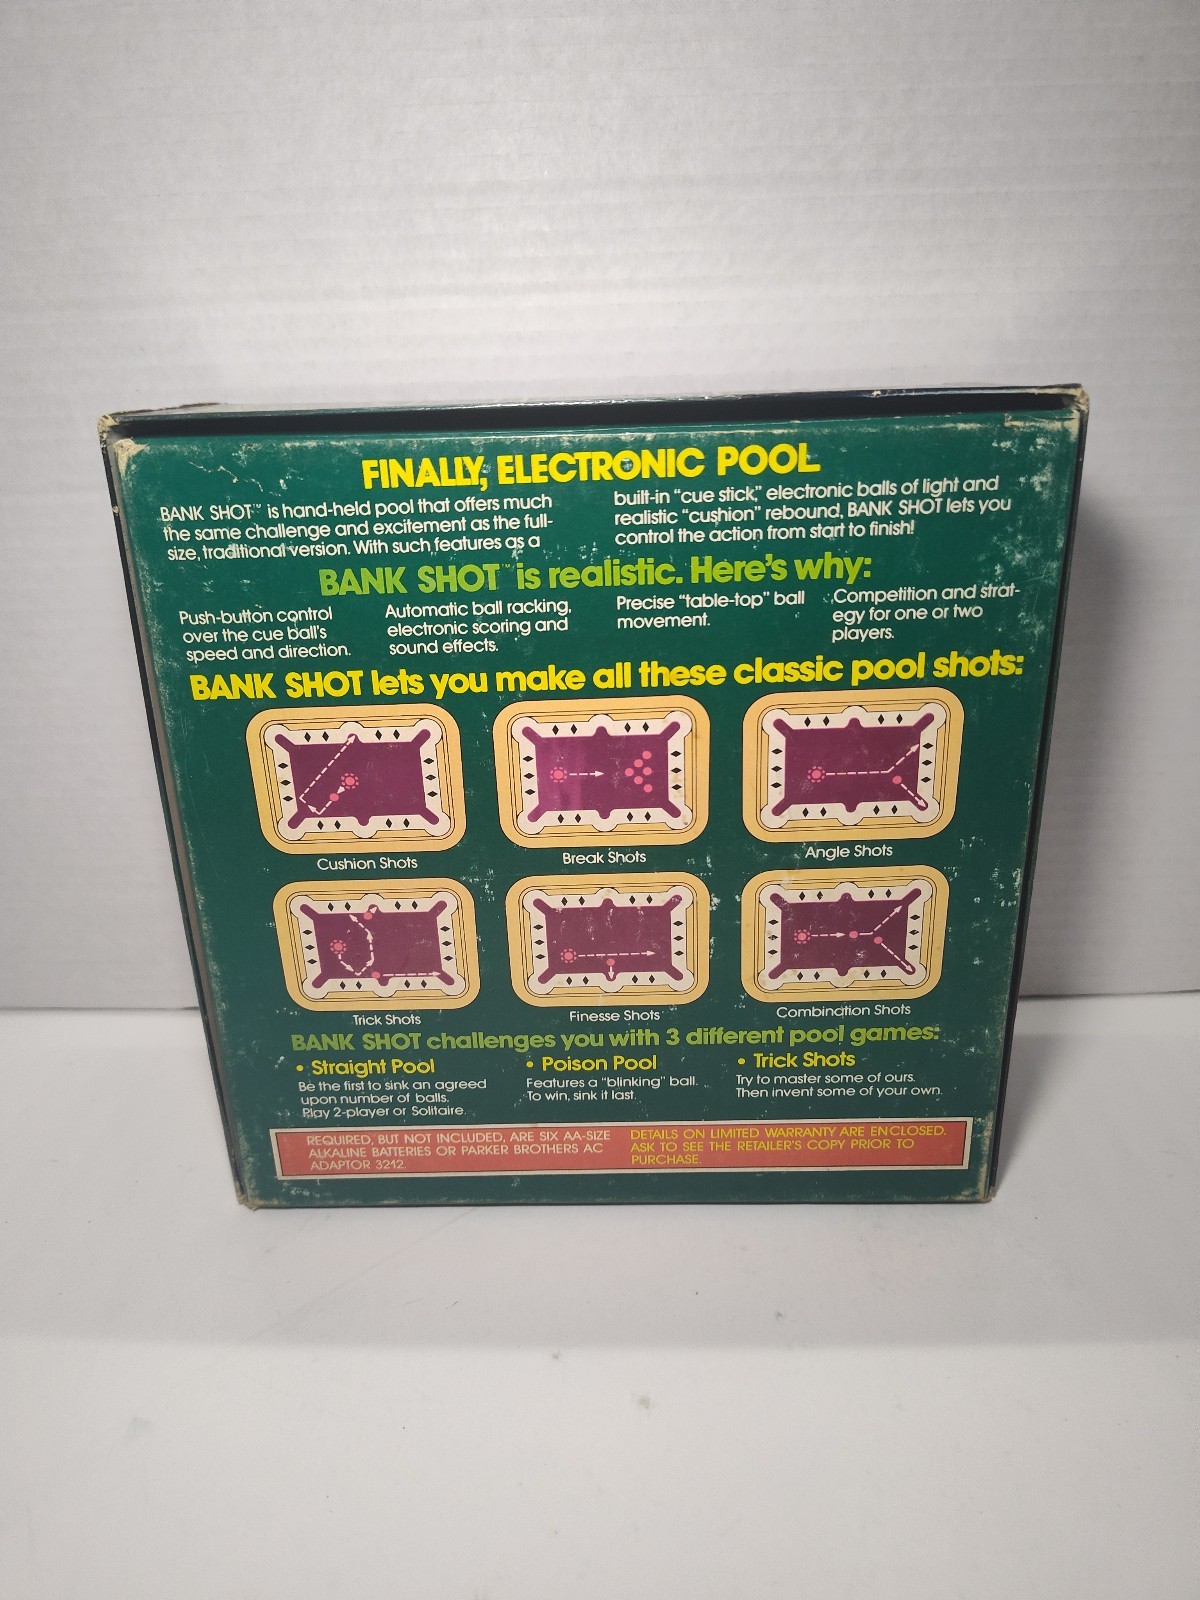 FINALLY, ELECTRONIC POOL
BANK SHOT™ is hand-held pool that offers much
the same challenge and excitement as the full-
size, traditional version. With such features as a
built-in “cue stick,” electronic balls of light and
realistic “cushion” rebound, BANK SHOT lets you
control the action from start to finish!
BANK SHOT™ is realistic. Here's why:
Push-button control
over the cue ball's
speed and direction.
Automatic ball racking,
electronic scoring and
sound effects.
Precise “table-top” ball
movement.
Competition and strat-
egy for one or two
players.
BANK SHOT lets you make all these classic pool shots:
Cushion Shots
Break Shots
Angle Shots
Trick Shots
Finesse Shots
Combination Shots
BANK SHOT challenges you with 3 different pool games:
• Straight Pool
Be the first to sink an agreed
upon number of balls.
Play 2-player or Solitaire.
• Poison Pool
Features a “blinking” ball.
To win, sink it last.
• Trick Shots
Try to master some of ours.
Then invent some of your own.
REQUIRED, BUT NOT INCLUDED, ARE SIX AA-SIZE
ALKALINE BATTERIES OR PARKER BROTHERS AC
ADAPTOR 3212.
DETAILS ON LIMITED WARRANTY ARE ENCLOSED.
ASK TO SEE THE RETAILER'S COPY PRIOR TO
PURCHASE.